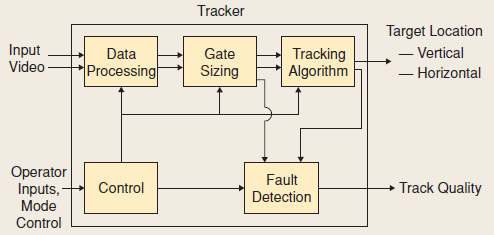 Tracker
Input
Video
Data
Processing
Gate
Sizing
Tracking
Algorithm
Target Location
— Vertical
— Horizontal
Operator
Inputs,
Mode
Control
Control
Fault
Detection
Track Quality